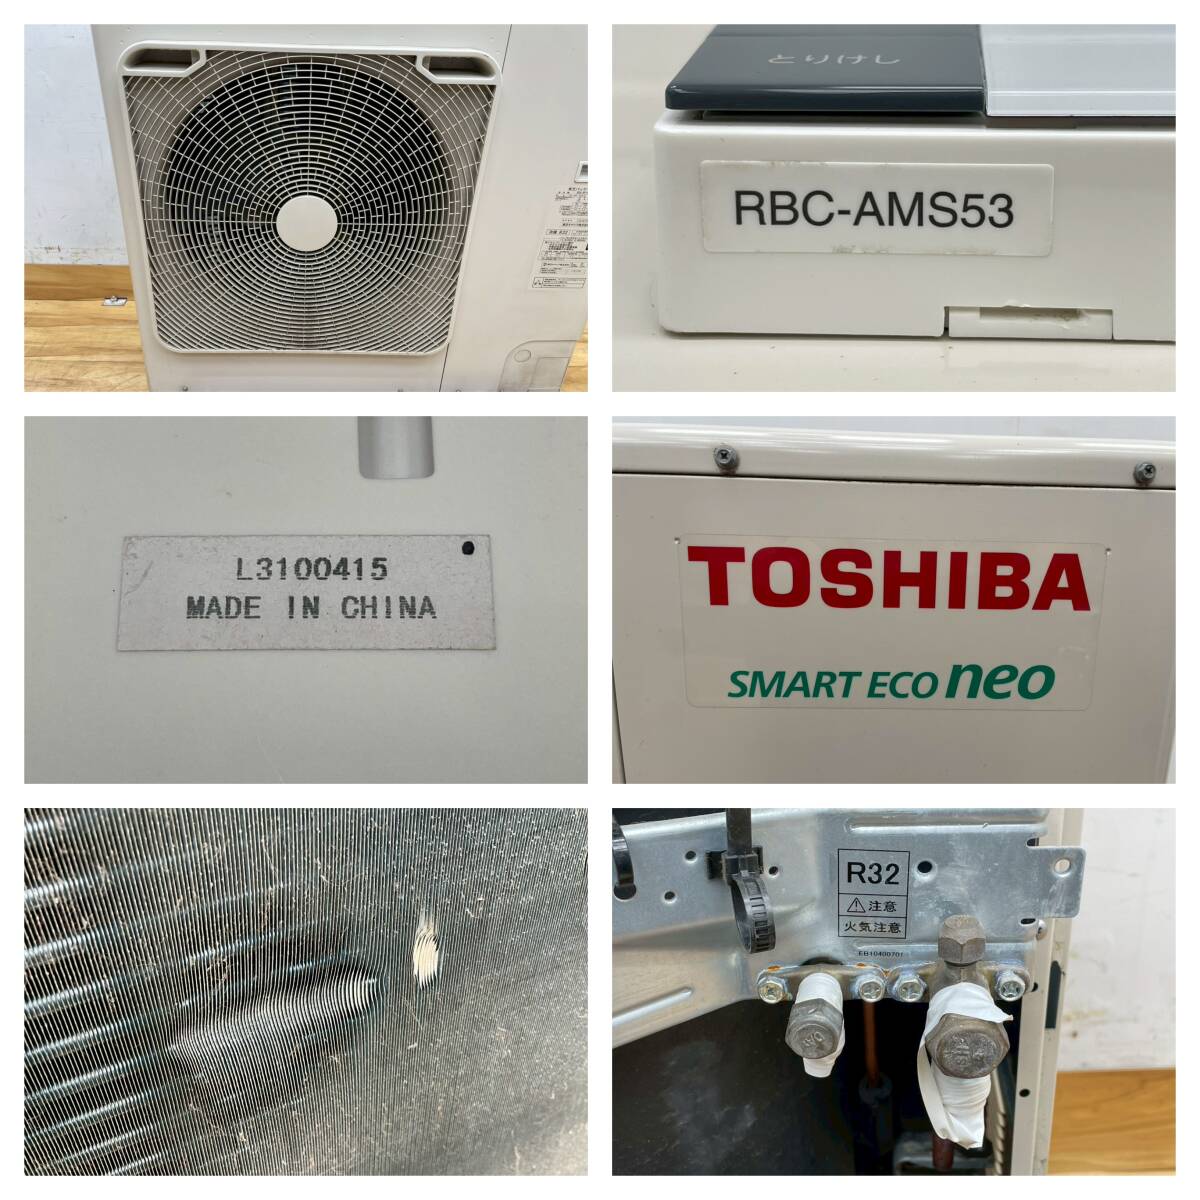 とりけし
RBC-AMS53
L3100415
MADE IN CHINA
TOSHIBA
SMART ECO neo
R32
注意
火気注意
EB10400701